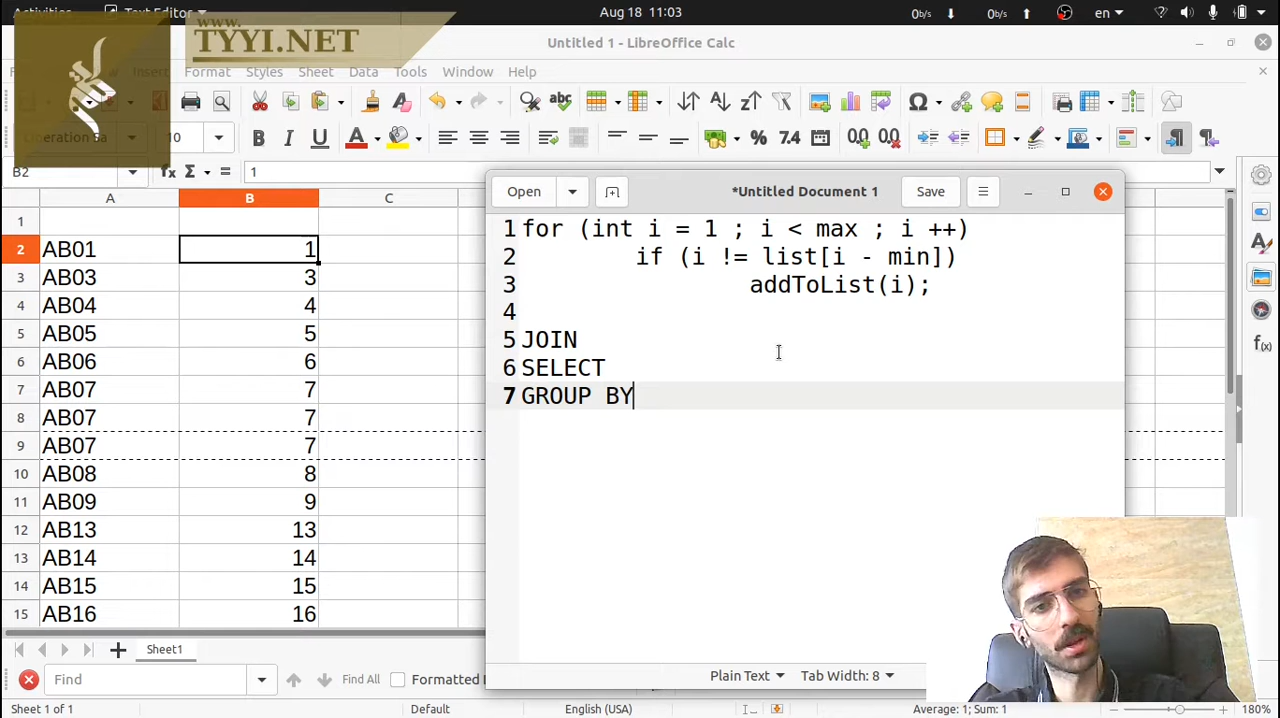 Activities
Text Editor
Aug 18 11:03
0b/s
0b/s
en
www.
TYYI.NET
Untitled 1 - LibreOffice Calc
Insert Format Styles Sheet Data Tools Window Help
10
B2
1
A B C
1
2 AB01 1
3 AB03 3
4 AB04 4
5 AB05 5
6 AB06 6
7 AB07 7
8 AB07 7
9 AB07 7
10 AB08 8
11 AB09 9
12 AB13 13
13 AB14 14
14 AB15 15
15 AB16 16
Open
*Untitled Document 1
Save
1 for (int i = 1 ; i < max ; i ++)
2 if (i != list[i - min])
3 addToList(i);
4
5 JOIN
6 SELECT
7 GROUP BY
Plain Text
Tab Width: 8
Sheet1
Find
Find All
Formatted
Sheet 1 of 1
Default
English (USA)
Average: 1; Sum: 1
180%